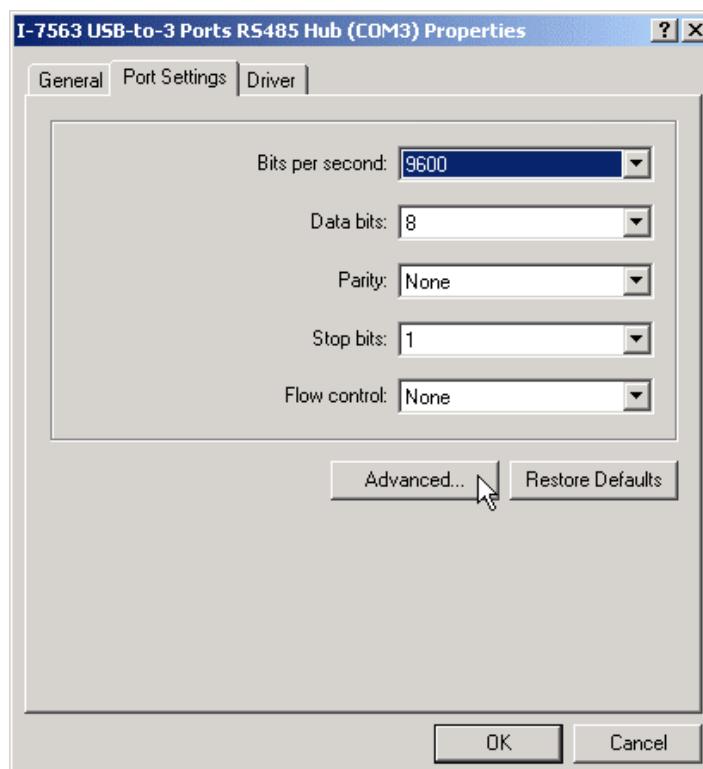 I-7563 USB-to-3 Ports RS485 Hub (COM3) Properties
General Port Settings Driver
Bits per second: 9600
Data bits: 8
Parity: None
Stop bits: 1
Flow control: None
Advanced... Restore Defaults
OK Cancel